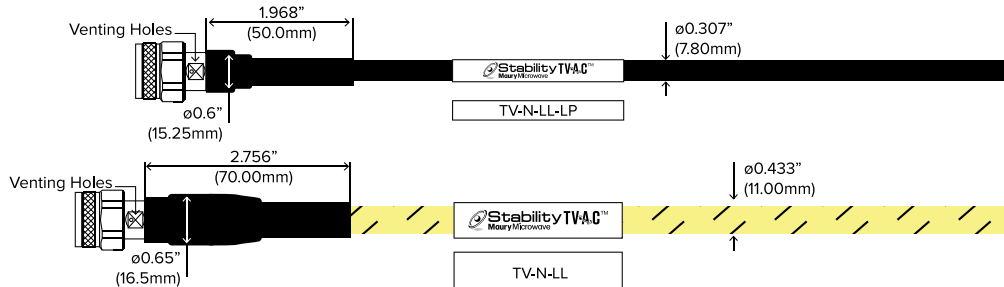 1.968”
(50.0mm)
Venting Holes
ø0.307”
(7.80mm)
Stability TV·A·C™
Maury Microwave
TV-N-LL-LP
ø0.6”
(15.25mm)
2.756”
(70.00mm)
Venting Holes
ø0.433”
(11.00mm)
Stability TV·A·C™
Maury Microwave
TV-N-LL
ø0.65”
(16.5mm)